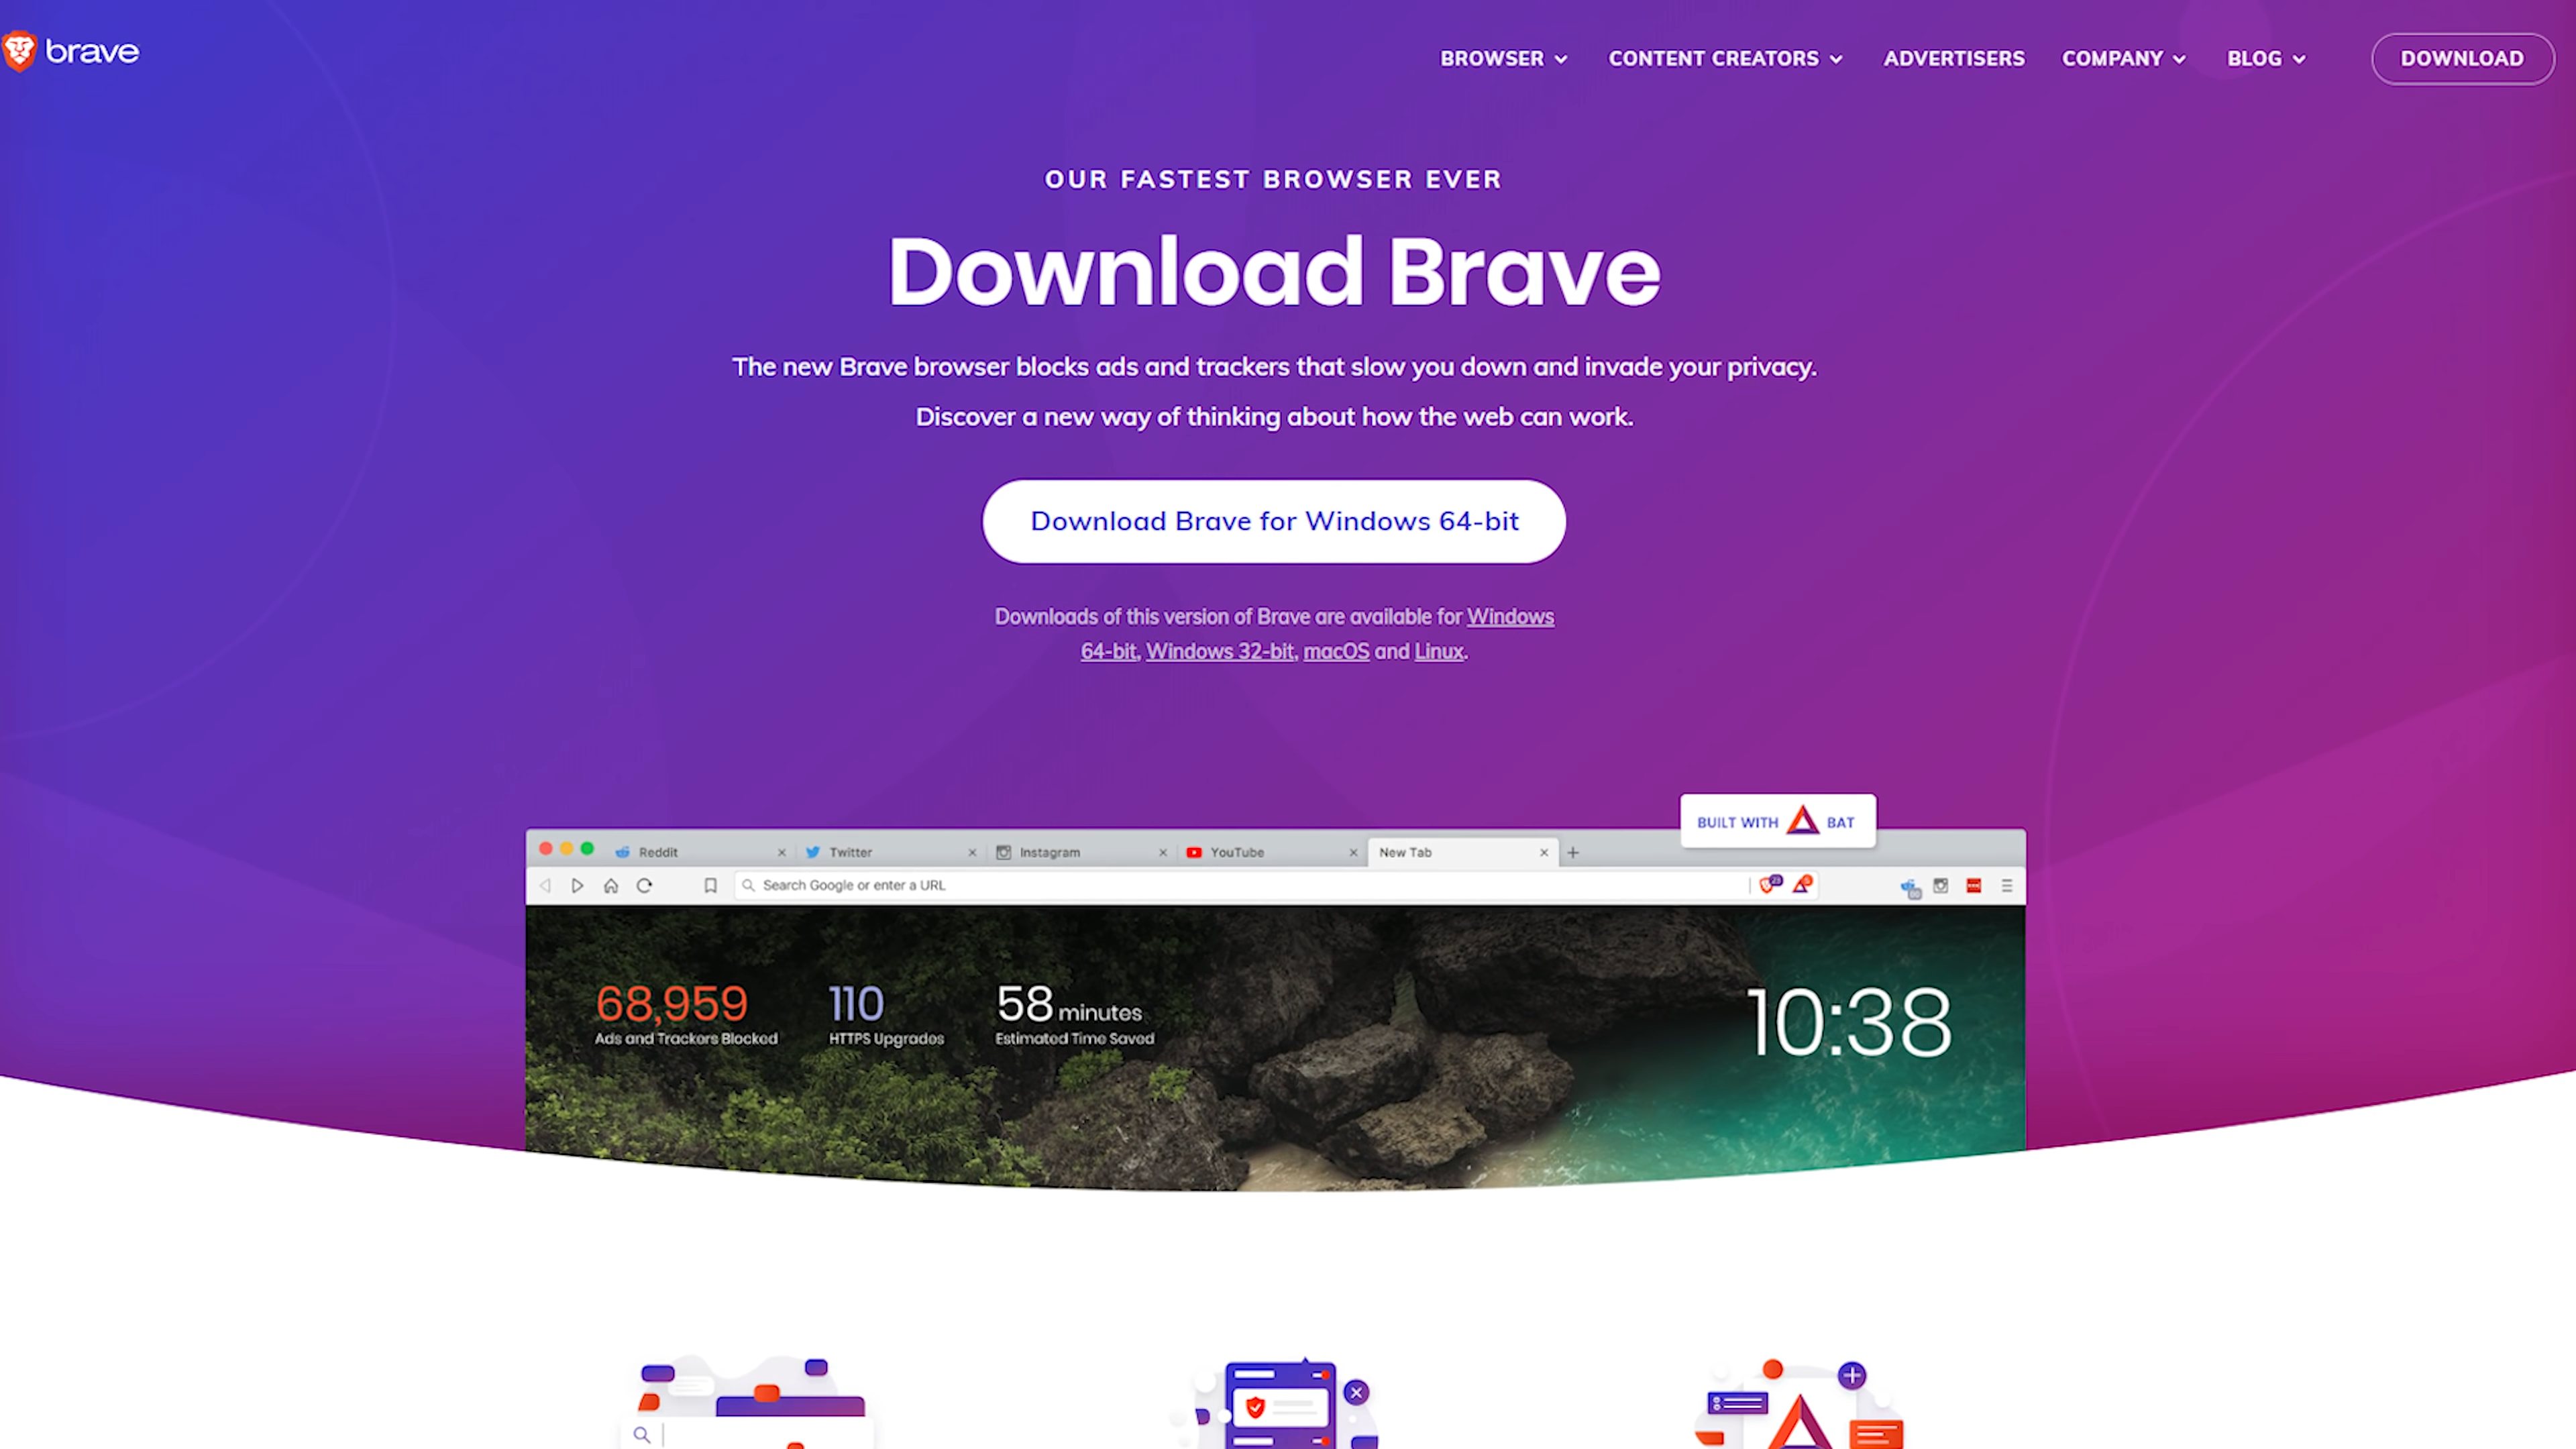 brave
BROWSER CONTENT CREATORS ADVERTISERS COMPANY BLOG DOWNLOAD
OUR FASTEST BROWSER EVER
Download Brave
The new Brave browser blocks ads and trackers that slow you down and invade your privacy.
Discover a new way of thinking about how the web can work.
Download Brave for Windows 64-bit
Downloads of this version of Brave are available for Windows
64-bit, Windows 32-bit, macOS and Linux.
BUILT WITH BAT
Reddit Twitter Instagram YouTube New Tab
Search Google or enter a URL
23
68,959 110 58 minutes 10:38
Ads and Trackers Blocked HTTPS Upgrades Estimated Time Saved